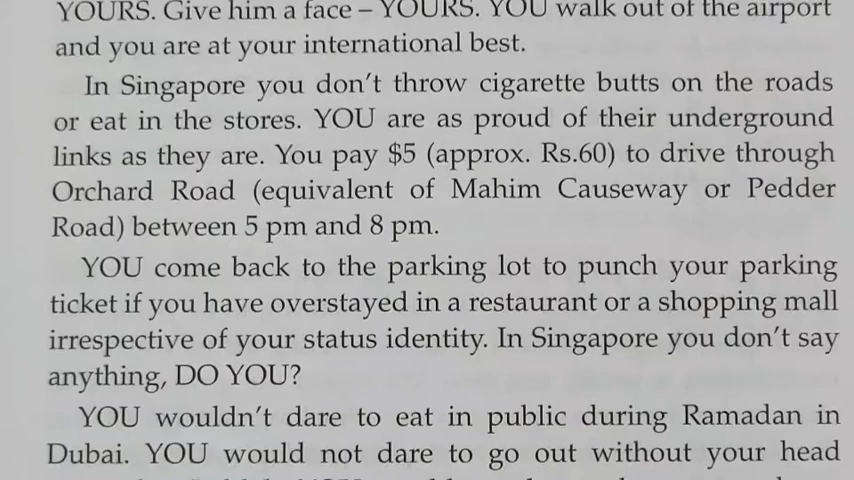 YOURS. Give him a face – YOURS. YOU walk out of the airport
and you are at your international best.
In Singapore you don't throw cigarette butts on the roads
or eat in the stores. YOU are as proud of their underground
links as they are. You pay $5 (approx. Rs.60) to drive through
Orchard Road (equivalent of Mahim Causeway or Pedder
Road) between 5 pm and 8 pm.
YOU come back to the parking lot to punch your parking
ticket if you have overstayed in a restaurant or a shopping mall
irrespective of your status identity. In Singapore you don't say
anything, DO YOU?
YOU wouldn't dare to eat in public during Ramadan in
Dubai. YOU would not dare to go out without your head